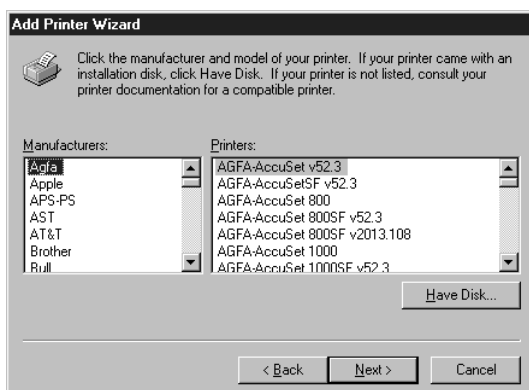 Add Printer Wizard
Click the manufacturer and model of your printer. If your printer came with an
installation disk, click Have Disk. If your printer is not listed, consult your
printer documentation for a compatible printer.
Manufacturers:
Agfa
Apple
APS-PS
AST
AT&T
Brother
Bull
Printers:
AGFA-AccuSet v52.3
AGFA-AccuSetSF v52.3
AGFA-AccuSet 800
AGFA-AccuSet 800SF v52.3
AGFA-AccuSet 800SF v2013.108
AGFA-AccuSet 1000
AGFA-AccuSet 1000SF v52.3
Have Disk...
< Back
Next >
Cancel